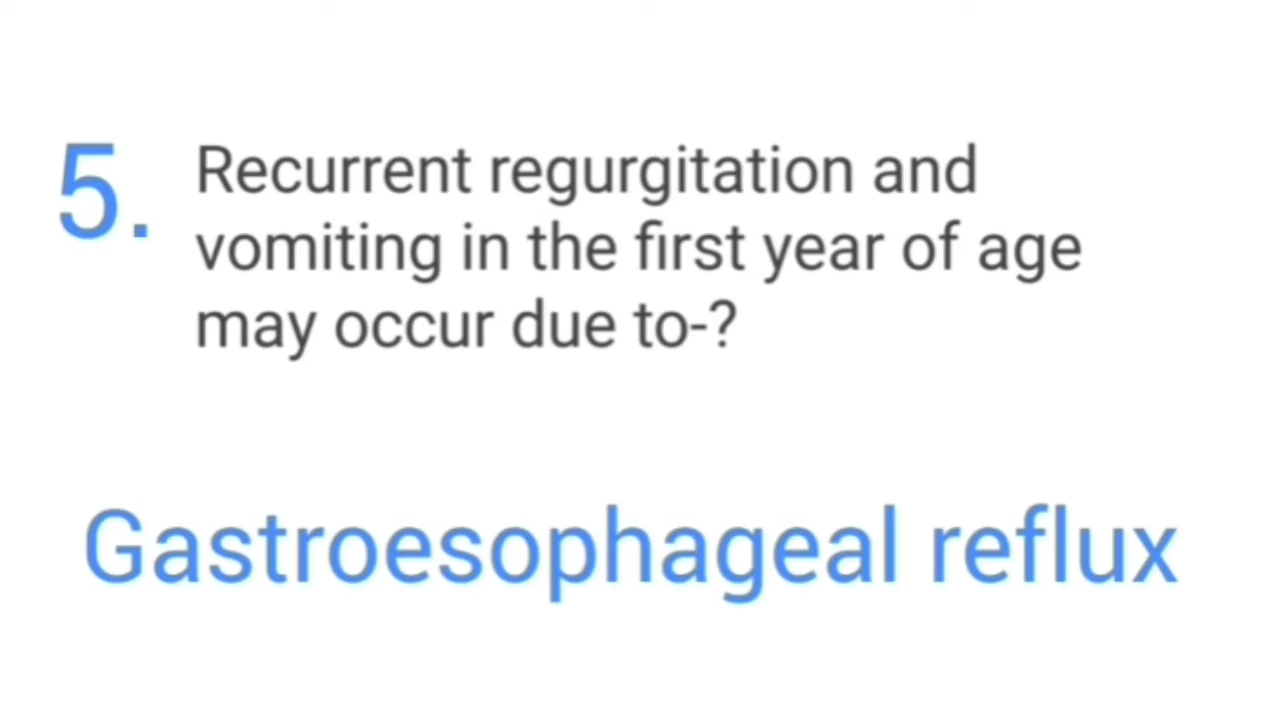 5. Recurrent regurgitation and
vomiting in the first year of age
may occur due to-?
Gastroesophageal reflux